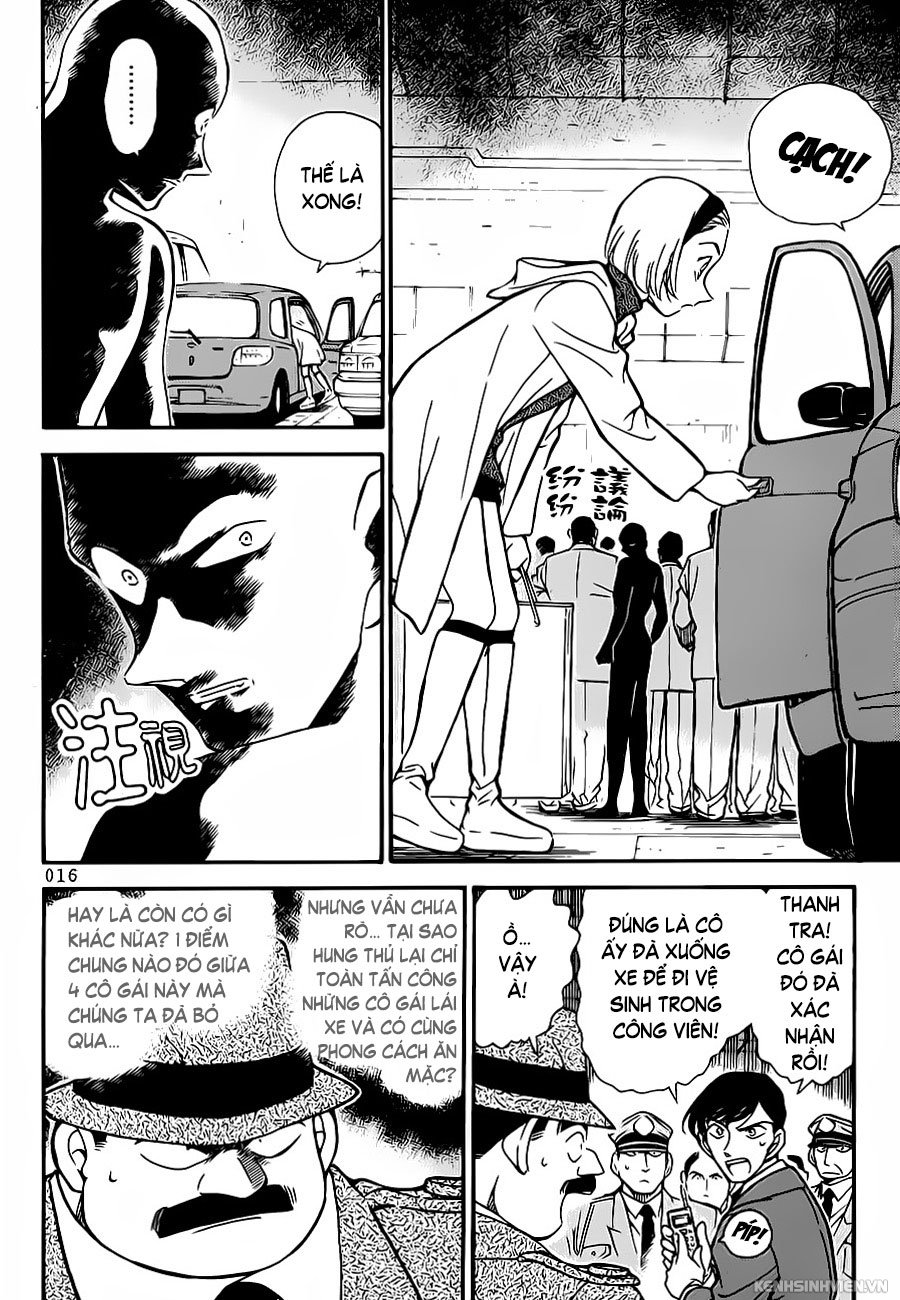 CẠCH!
紛紛
議論
THẾ LÀ
XONG!
.........
注視
016
THANH
TRA!
CÔ GÁI
ĐÓ ĐÃ
XÁC
NHẬN
RỒI!
ĐÚNG LÀ CÔ
ẤY ĐÃ XUỐNG
XE ĐỂ ĐI VỆ
SINH TRONG
CÔNG VIÊN!
PÍP!
Ồ...
VẬY
À!
NHƯNG VẪN CHƯA
RÕ... TẠI SAO
HUNG THỦ LẠI CHỈ
TOÀN TẤN CÔNG
NHỮNG CÔ GÁI LÁI
XE VÀ CÓ CÙNG
PHONG CÁCH ĂN
MẶC?
HAY LÀ CÒN CÓ GÌ
KHÁC NỮA? 1 ĐIỂM
CHUNG NÀO ĐÓ GIỮA
4 CÔ GÁI NÀY MÀ
CHÚNG TA ĐÃ BỎ
QUA...
KENHSINHVIEN.VN